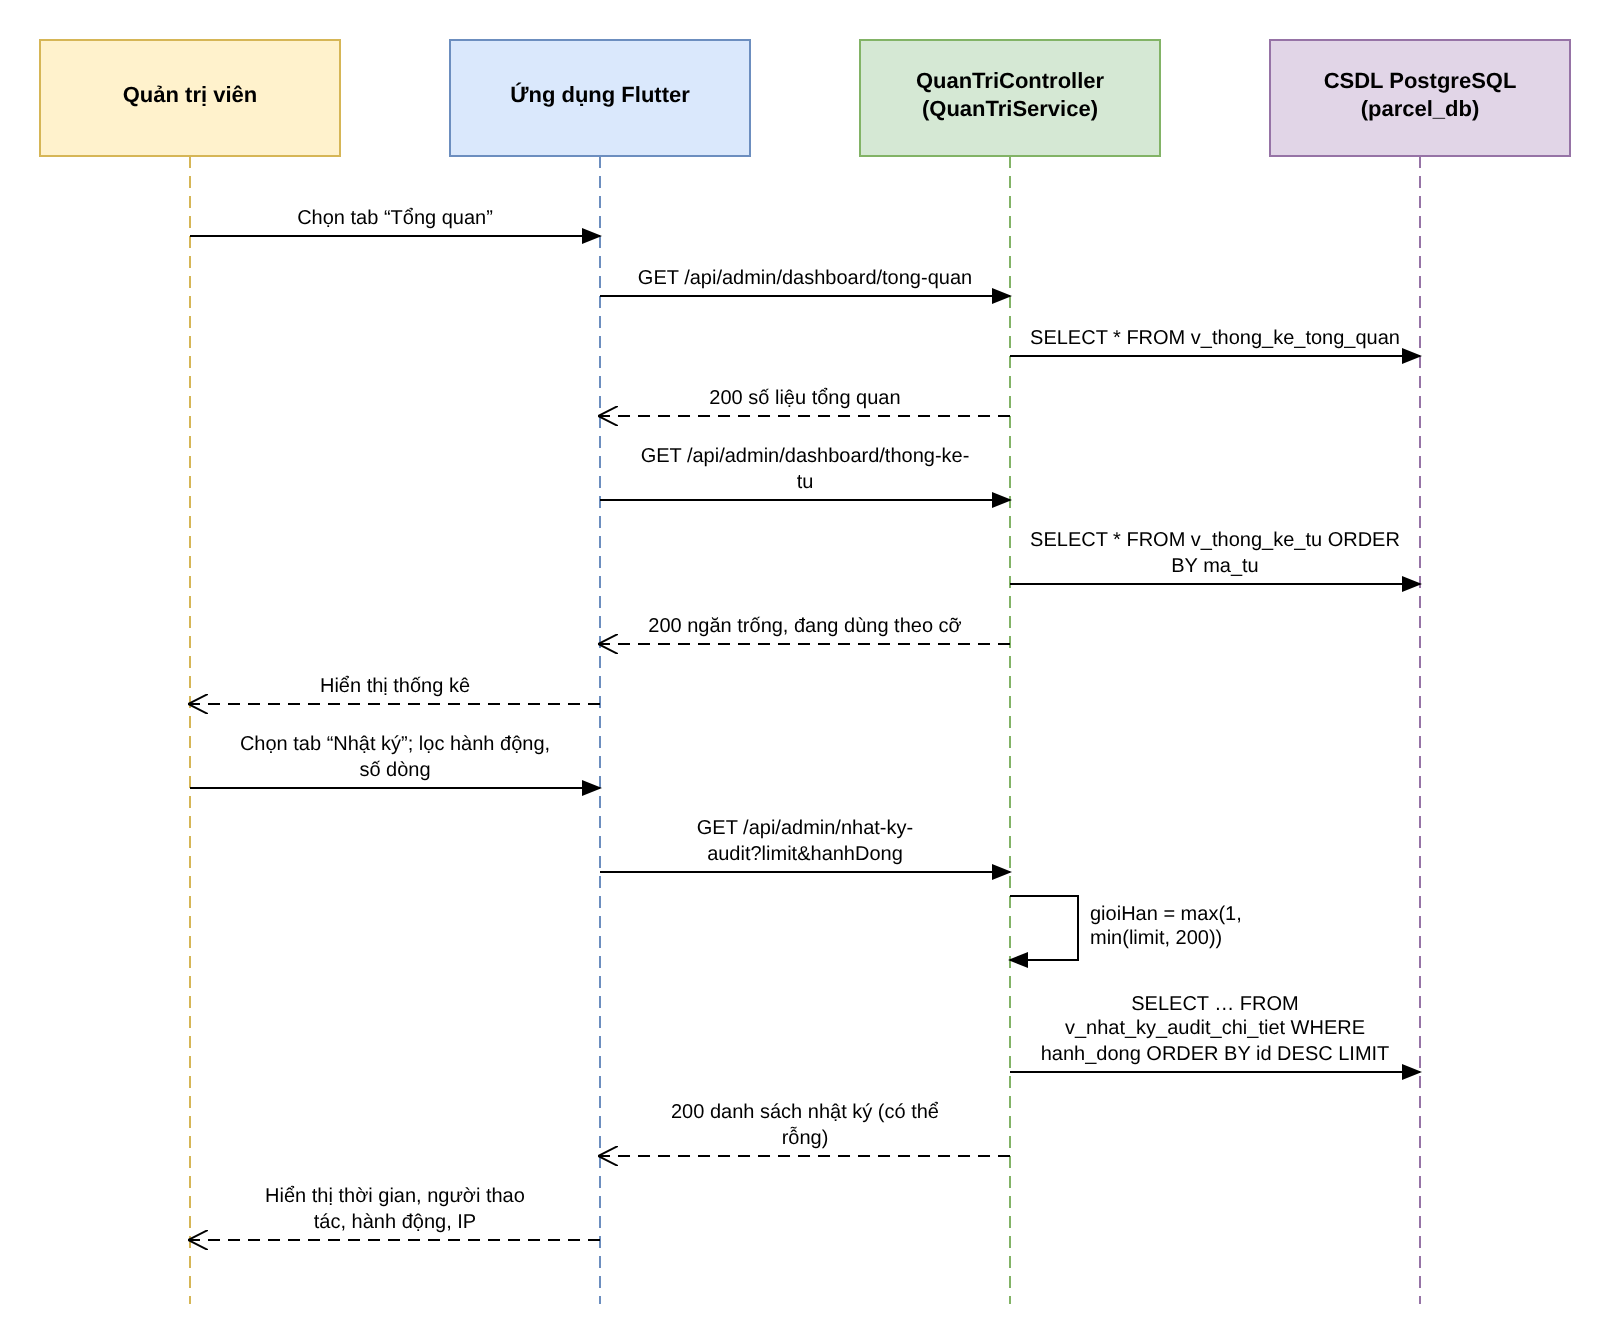 Quản trị viên
Ứng dụng Flutter
QuanTriController
(QuanTriService)
CSDL PostgreSQL
(parcel_db)
Chọn tab “Tổng quan”
GET /api/admin/dashboard/tong-quan
SELECT * FROM v_thong_ke_tong_quan
200 số liệu tổng quan
GET /api/admin/dashboard/thong-ke-
tu
SELECT * FROM v_thong_ke_tu ORDER
BY ma_tu
200 ngăn trống, đang dùng theo cỡ
Hiển thị thống kê
Chọn tab “Nhật ký”; lọc hành động,
số dòng
GET /api/admin/nhat-ky-
audit?limit&hanhDong
gioiHan = max(1,
min(limit, 200))
SELECT … FROM
v_nhat_ky_audit_chi_tiet WHERE
hanh_dong ORDER BY id DESC LIMIT
200 danh sách nhật ký (có thể
rỗng)
Hiển thị thời gian, người thao
tác, hành động, IP